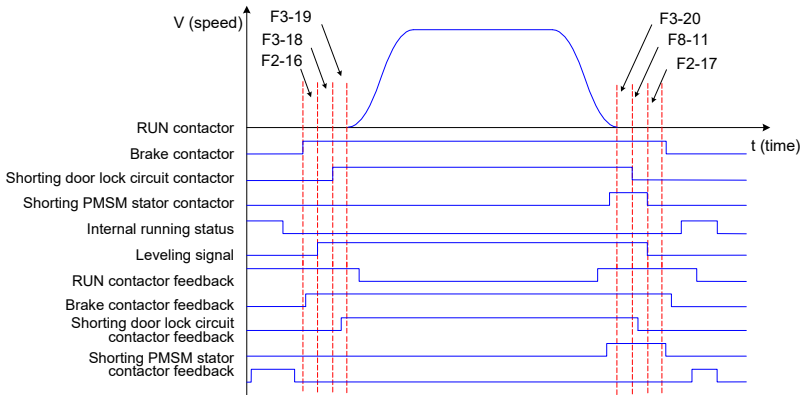 V (speed)
F3-19
F3-18
F2-16
F3-20
F8-11
F2-17
RUN contactor
t (time)
Brake contactor
Shorting door lock circuit contactor
Shorting PMSM stator contactor
Internal running status
Leveling signal
RUN contactor feedback
Brake contactor feedback
Shorting door lock circuit
contactor feedback
Shorting PMSM stator
contactor feedback